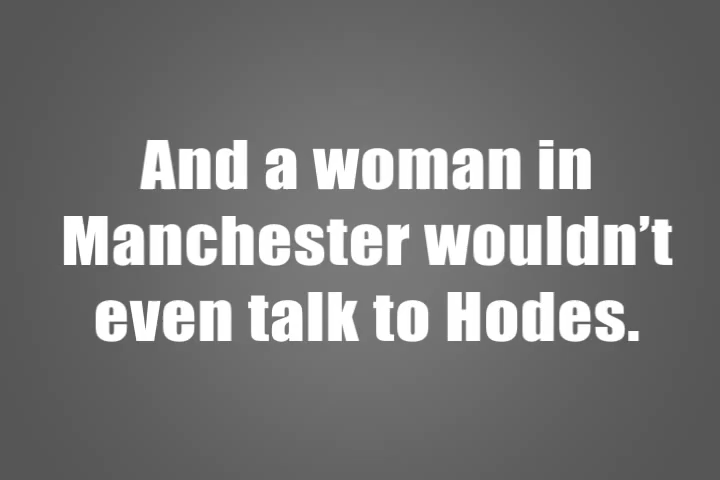 And a woman in
Manchester wouldn’t
even talk to Hodes.